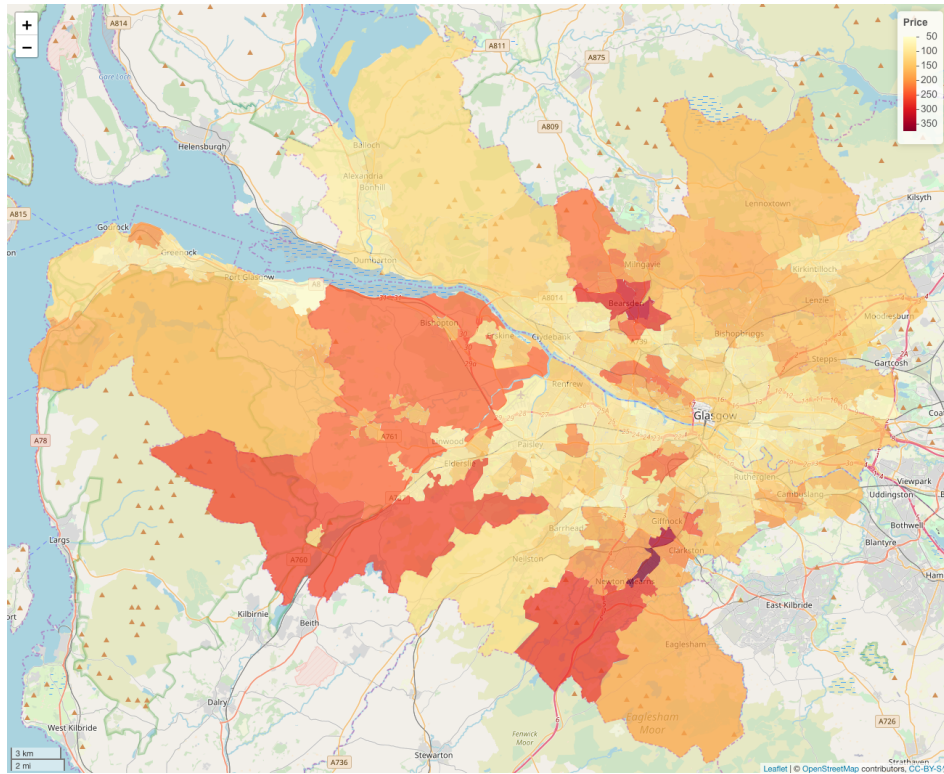 +
−
A814
A811
A875
A809
Gare Loch
Helensburgh
Balloch
Alexandria
Bonhill
A815
Gourock
Greenock
Port Glasgow
A8
Dumbarton
Lennoxtown
Kilsyth
Milngavie
Kirkintilloch
Bearsden
Lenzie
Moodiesburn
Bishopton
Erskine
A8014
Clydebank
Bishopbriggs
Stepps
Gartcosh
Renfrew
Glasgow
A78
A761
Linwood
Paisley
Elderslie
Rutherglen
Cambuslang
Viewpark
Uddingston
Bothwell
Blantyre
Largs
A760
Barrhead
Giffnock
Clarkston
Neilston
Newton Mearns
East Kilbride
Kilbirnie
Beith
Eaglesham
Dalry
Eaglesham
Moor
Fenwick
Moor
A726
West Kilbride
A736
Stewarton
Strathaven
Price
50
100
150
200
250
300
350
3 km
2 mi
Leaflet | © OpenStreetMap contributors, CC-BY-S